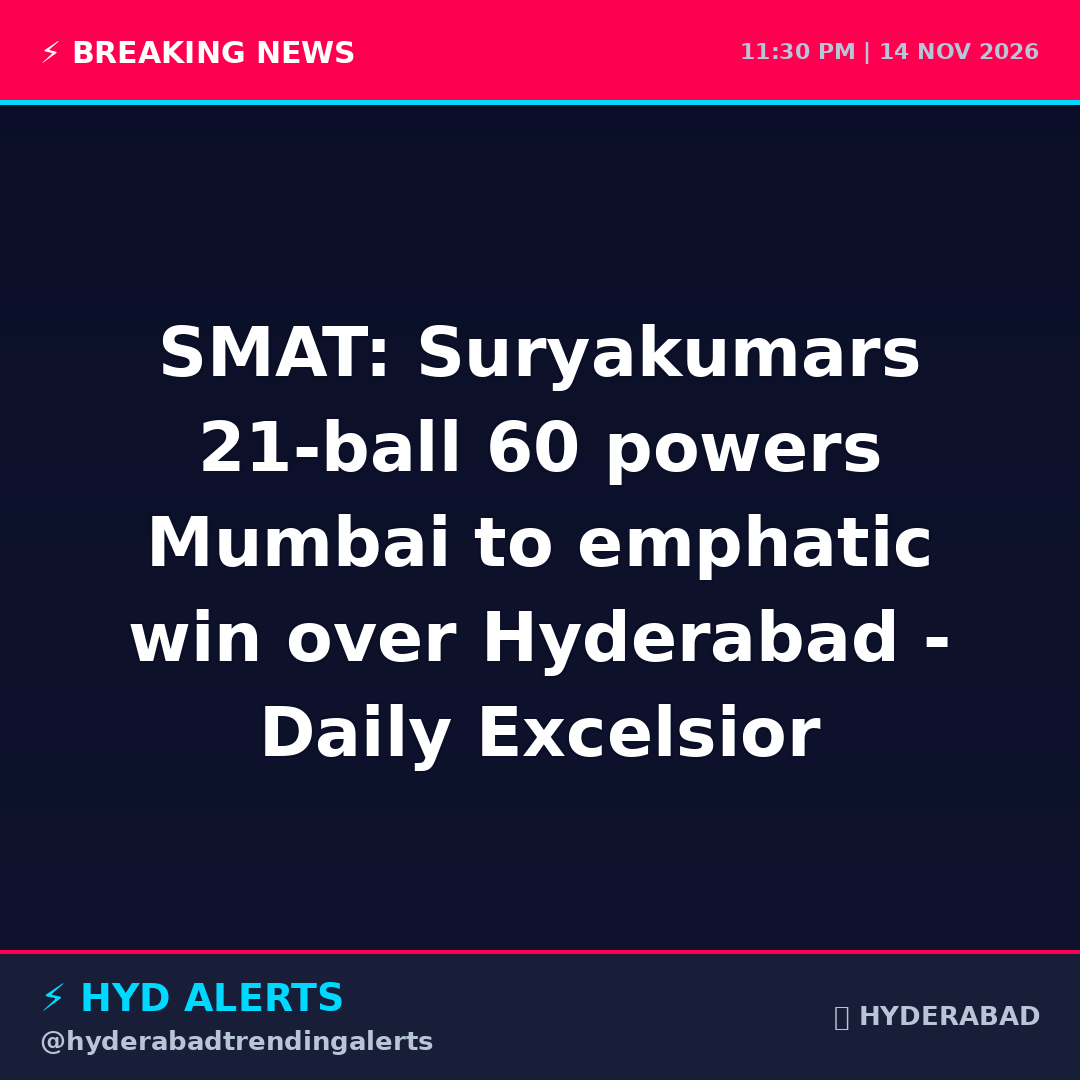 ⚡ BREAKING NEWS
11:30 PM | 14 NOV 2026
SMAT: Suryakumars
21-ball 60 powers
Mumbai to emphatic
win over Hyderabad -
Daily Excelsior
⚡ HYD ALERTS
@hyderabadtrendingalerts
HYDERABAD